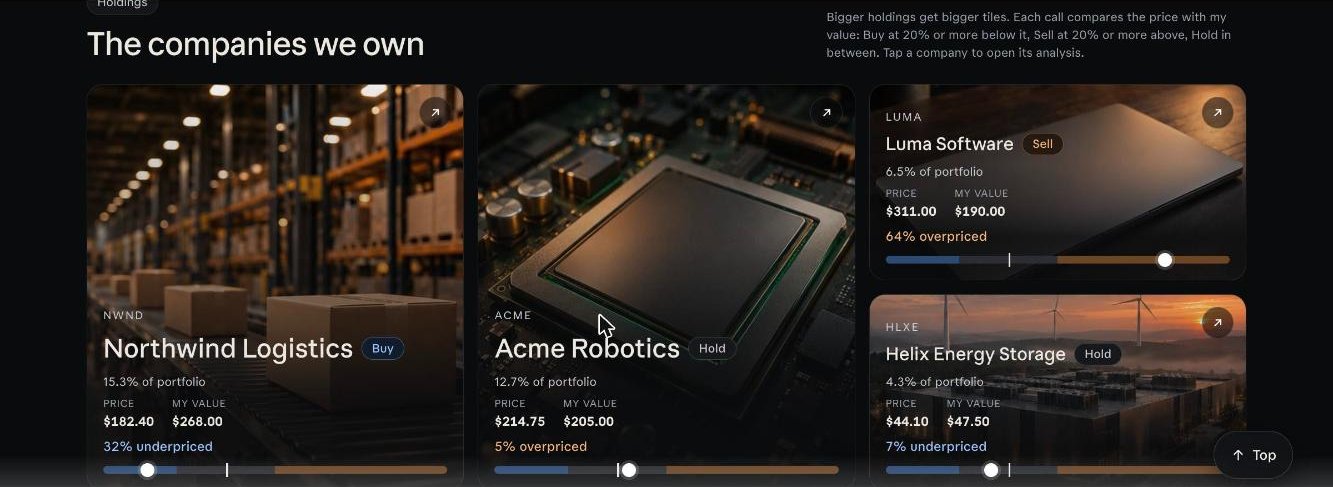 Holdings
The companies we own
Bigger holdings get bigger tiles. Each call compares the price with my
value: Buy at 20% or more below it, Sell at 20% or more above, Hold in
between. Tap a company to open its analysis.
NWND
Northwind Logistics Buy
15.3% of portfolio
PRICE MY VALUE
$182.40 $268.00
32% underpriced
ACME
Acme Robotics Hold
12.7% of portfolio
PRICE MY VALUE
$214.75 $205.00
5% overpriced
LUMA
Luma Software Sell
6.5% of portfolio
PRICE MY VALUE
$311.00 $190.00
64% overpriced
HLXE
Helix Energy Storage Hold
4.3% of portfolio
PRICE MY VALUE
$44.10 $47.50
7% underpriced
↑ Top